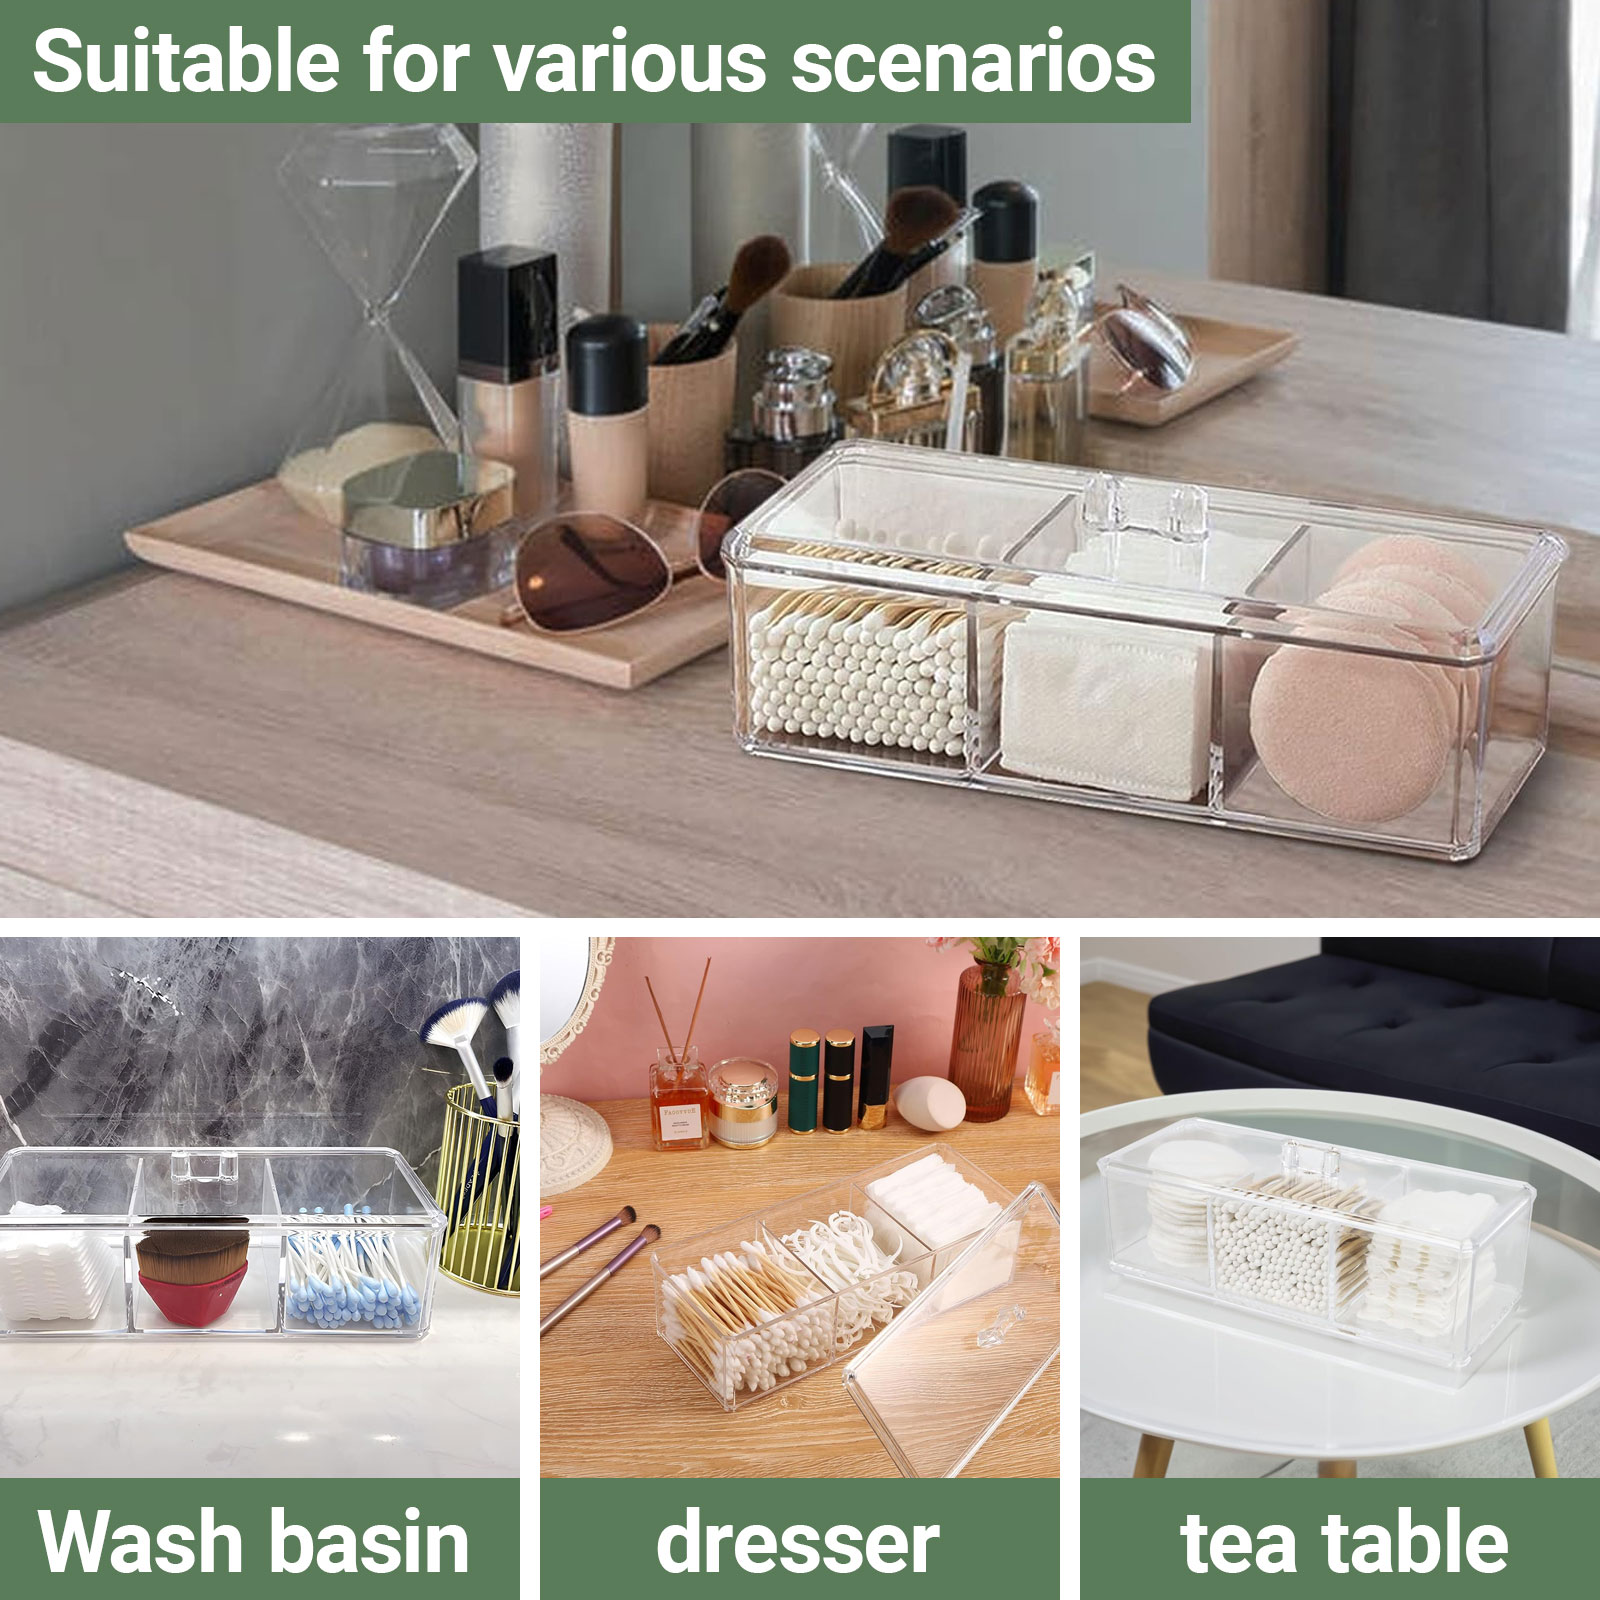 Suitable for various scenarios
Wash basin
dresser
tea table